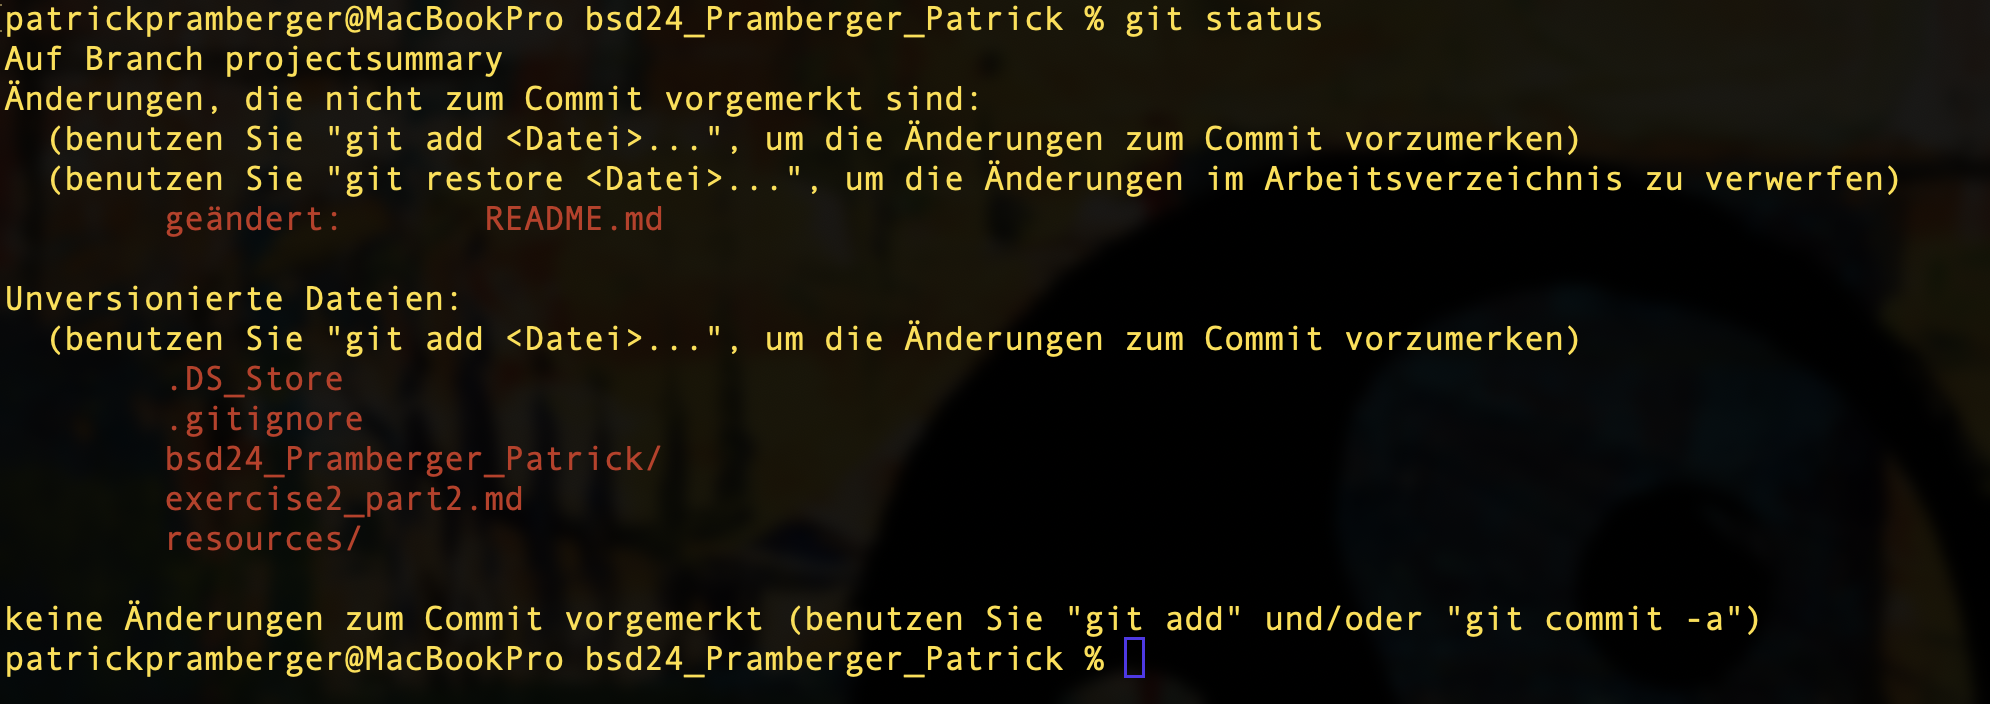 patrickpramberger@MacBookPro bsd24_Pramberger_Patrick % git status
Auf Branch projectsummary
Änderungen, die nicht zum Commit vorgemerkt sind:
  (benutzen Sie "git add <Datei>...", um die Änderungen zum Commit vorzumerken)
  (benutzen Sie "git restore <Datei>...", um die Änderungen im Arbeitsverzeichnis zu verwerfen)
        geändert:       README.md
Unversionierte Dateien:
  (benutzen Sie "git add <Datei>...", um die Änderungen zum Commit vorzumerken)
        .DS_Store
        .gitignore
        bsd24_Pramberger_Patrick/
        exercise2_part2.md
        resources/
keine Änderungen zum Commit vorgemerkt (benutzen Sie "git add" und/oder "git commit -a")
patrickpramberger@MacBookPro bsd24_Pramberger_Patrick %